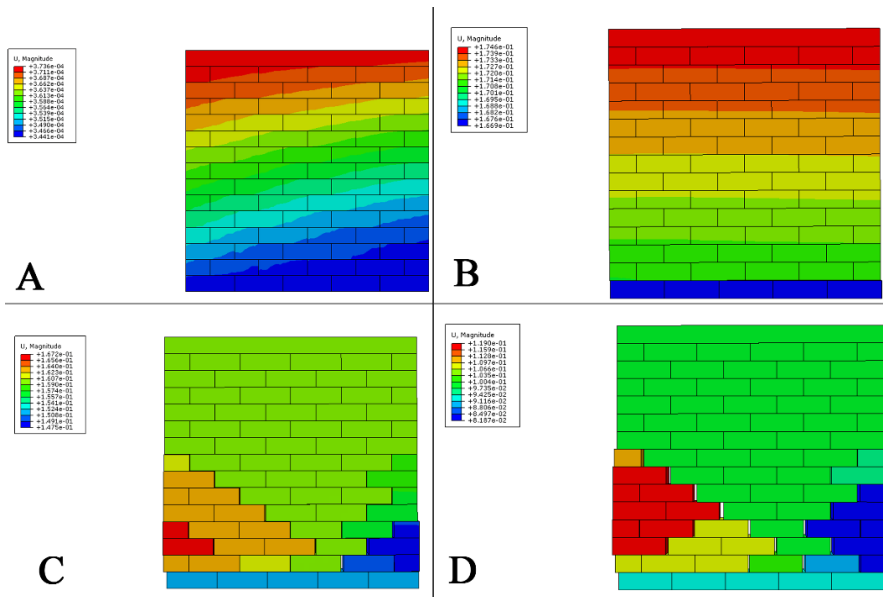 U, Magnitude
+3.736e-04
+3.711e-04
+3.687e-04
+3.662e-04
+3.637e-04
+3.613e-04
+3.588e-04
+3.564e-04
+3.539e-04
+3.515e-04
+3.490e-04
+3.466e-04
+3.441e-04
A
U, Magnitude
+1.746e-01
+1.739e-01
+1.733e-01
+1.727e-01
+1.720e-01
+1.714e-01
+1.708e-01
+1.701e-01
+1.695e-01
+1.688e-01
+1.682e-01
+1.676e-01
+1.669e-01
B
U, Magnitude
+1.672e-01
+1.656e-01
+1.640e-01
+1.623e-01
+1.607e-01
+1.590e-01
+1.574e-01
+1.557e-01
+1.541e-01
+1.524e-01
+1.508e-01
+1.491e-01
+1.475e-01
C
U, Magnitude
+1.190e-01
+1.159e-01
+1.128e-01
+1.097e-01
+1.066e-01
+1.035e-01
+1.004e-01
+9.735e-02
+9.425e-02
+9.116e-02
+8.806e-02
+8.497e-02
+8.187e-02
D